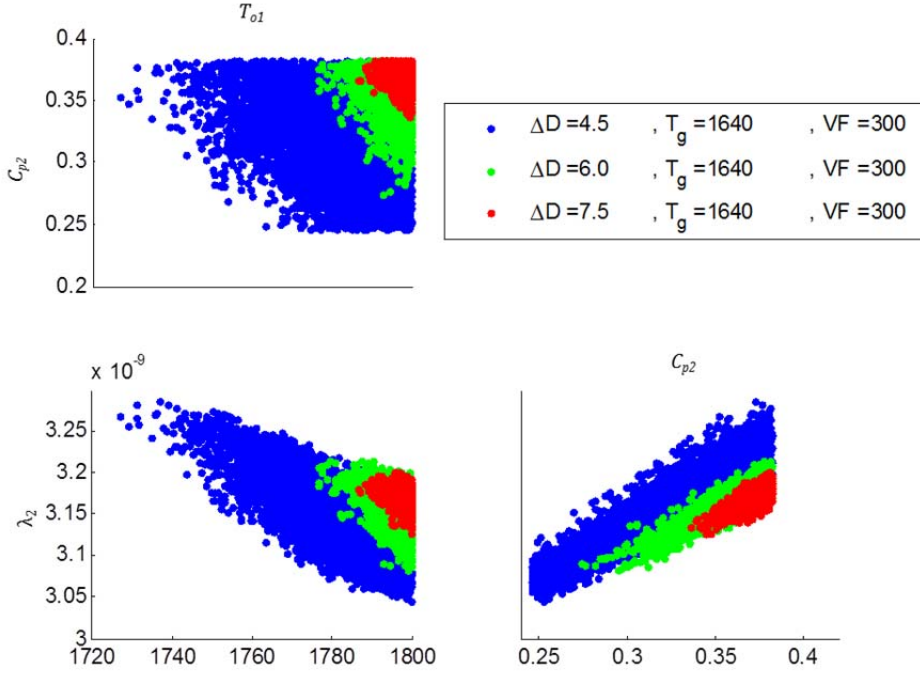 T_o1
0.4
0.35
0.3
0.25
0.2
C_p2
ΔD =4.5 , T_g =1640 , VF =300
ΔD =6.0 , T_g =1640 , VF =300
ΔD =7.5 , T_g =1640 , VF =300
x 10^-9
3.25
3.2
3.15
3.1
3.05
3
λ_2
1720 1740 1760 1780 1800
C_p2
0.25 0.3 0.35 0.4